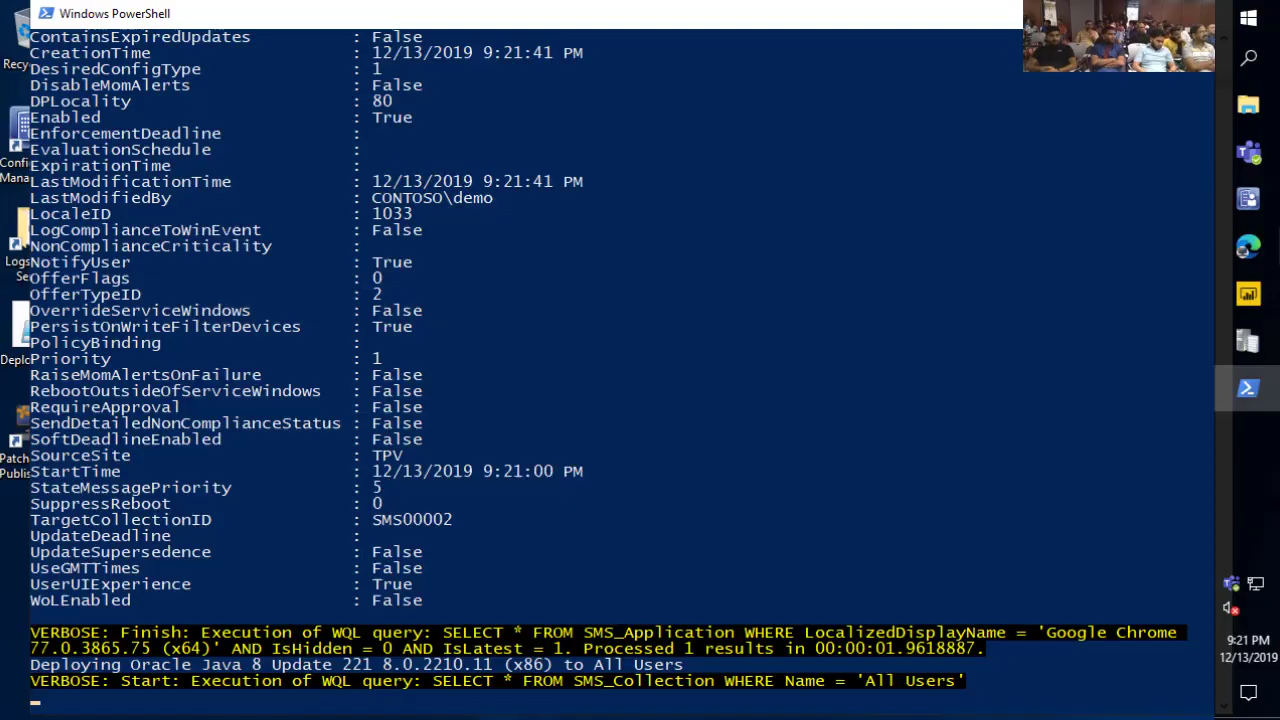 Windows PowerShell
ContainsExpiredUpdates : False
CreationTime : 12/13/2019 9:21:41 PM
DesiredConfigType : 1
DisableMomAlerts : False
DPLocality : 80
Enabled : True
EnforcementDeadline :
EvaluationSchedule :
ExpirationTime :
LastModificationTime : 12/13/2019 9:21:41 PM
LastModifiedBy : CONTOSO\demo
LocaleID : 1033
LogComplianceToWinEvent : False
NonComplianceCriticality :
NotifyUser : True
OfferFlags : 0
OfferTypeID : 2
OverrideServiceWindows : False
PersistOnWriteFilterDevices : True
PolicyBinding :
Priority : 1
RaiseMomAlertsOnFailure : False
RebootOutsideOfServiceWindows : False
RequireApproval : False
SendDetailedNonComplianceStatus : False
SoftDeadlineEnabled : False
SourceSite : TPV
StartTime : 12/13/2019 9:21:00 PM
StateMessagePriority : 5
SuppressReboot : 0
TargetCollectionID : SMS00002
UpdateDeadline :
UpdateSupersedence : False
UseGMTTimes : False
UserUIExperience : True
WoLEnabled : False
VERBOSE: Finish: Execution of WQL query: SELECT * FROM SMS_Application WHERE LocalizedDisplayName = 'Google Chrome
77.0.3865.75 (x64)' AND IsHidden = 0 AND IsLatest = 1. Processed 1 results in 00:00:01.9618887.
Deploying Oracle Java 8 Update 221 8.0.2210.11 (x86) to All Users
VERBOSE: Start: Execution of WQL query: SELECT * FROM SMS_Collection WHERE Name = 'All Users'
Recy
Confi
Mana
Logs
Se
Deplo
Patch
Publis
9:21 PM
12/13/2019